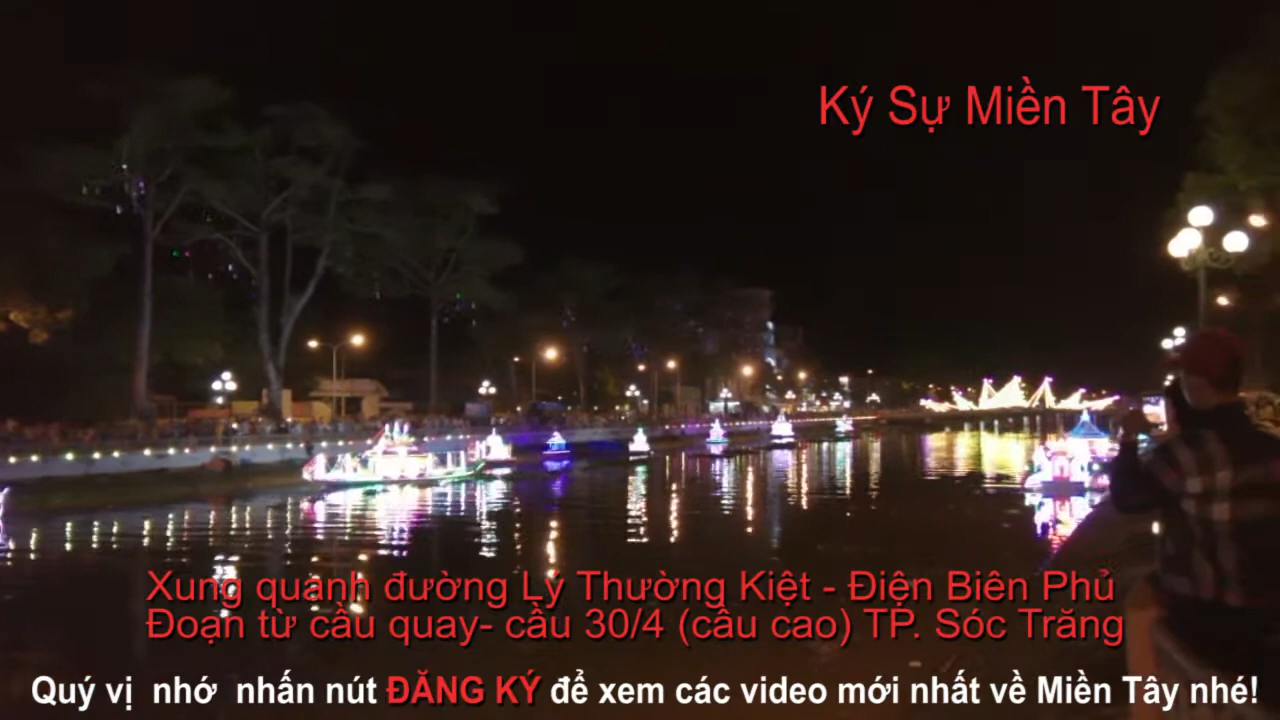 Ký Sự Miền Tây
Xung quanh đường Lý Thường Kiệt - Điện Biên Phủ
Đoạn từ cầu quay- cầu 30/4 (cầu cao) TP. Sóc Trăng
Quý vị nhớ nhấn nút ĐĂNG KÝ để xem các video mới nhất về Miền Tây nhé!